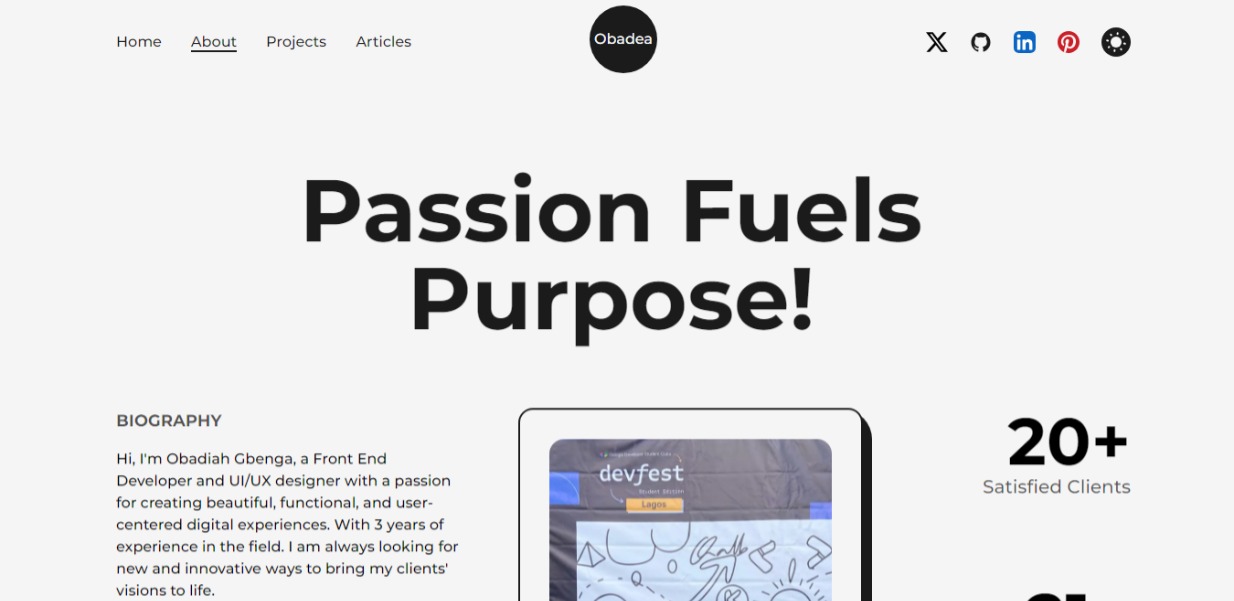 Home About Projects Articles
Obadea
Passion Fuels
Purpose!
BIOGRAPHY
Hi, I'm Obadiah Gbenga, a Front End
Developer and UI/UX designer with a passion
for creating beautiful, functional, and user-
centered digital experiences. With 3 years of
experience in the field. I am always looking for
new and innovative ways to bring my clients'
visions to life.
devfest
Student Edition
Lagos
20+
Satisfied Clients